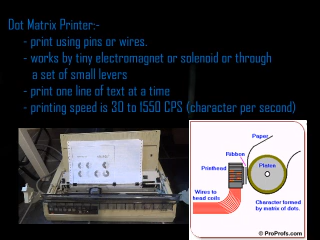 Dot Matrix Printer:-
- print using pins or wires.
- works by tiny electromagnet or solenoid or through
a set of small levers
- print one line of text at a time
- printing speed is 30 to 1550 CPS (character per second)
Paper
Ribbon
Platen
Printhead
Wires to
head coils
Character formed
by matrix of dots.
© ProProfs.com